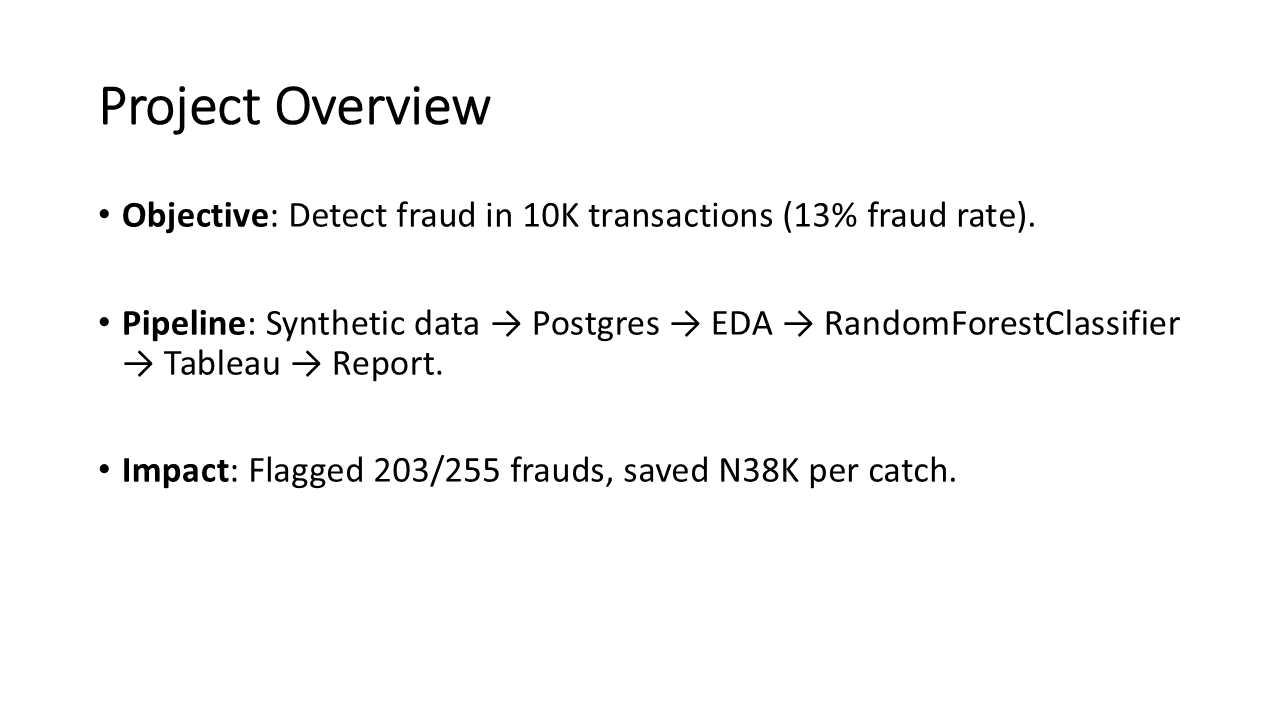 Project Overview
• Objective: Detect fraud in 10K transactions (13% fraud rate).
• Pipeline: Synthetic data → Postgres → EDA → RandomForestClassifier
→ Tableau → Report.
• Impact: Flagged 203/255 frauds, saved N38K per catch.